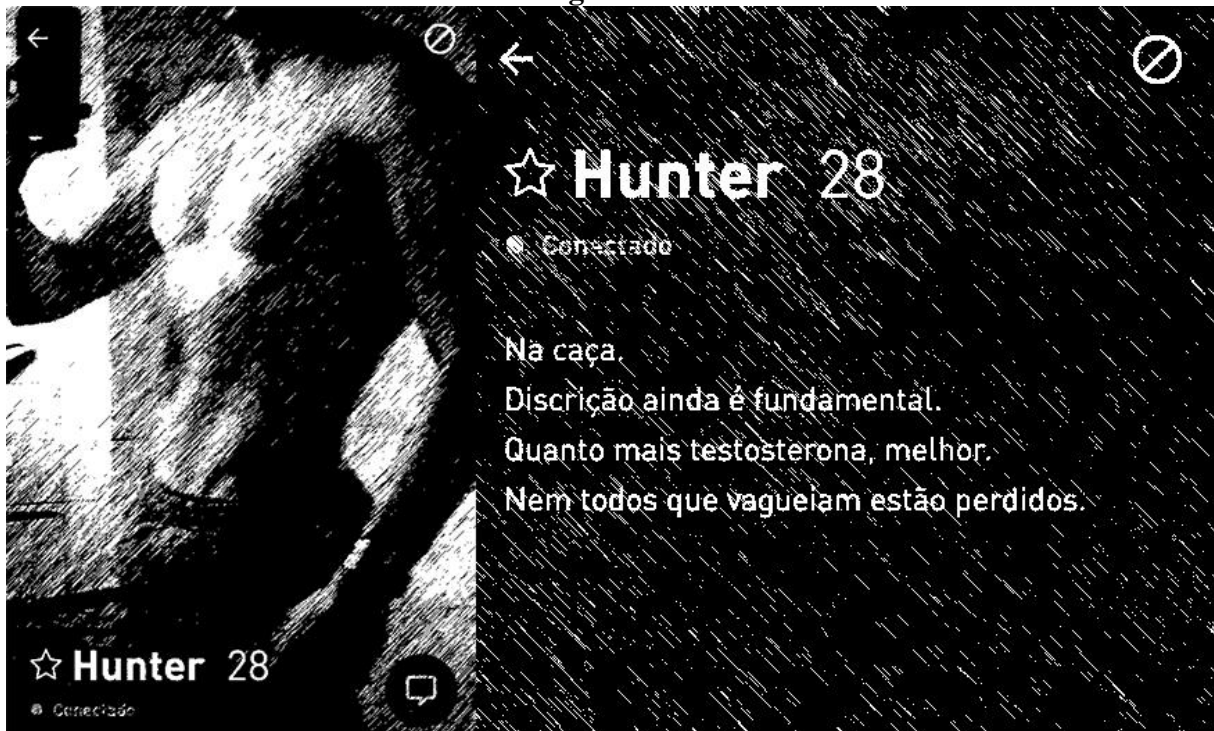 Hunter 28
Conectado
Hunter 28
Conectado
Na caça.
Discrição ainda é fundamental.
Quanto mais testosterona, melhor.
Nem todos que vagueiam estão perdidos.